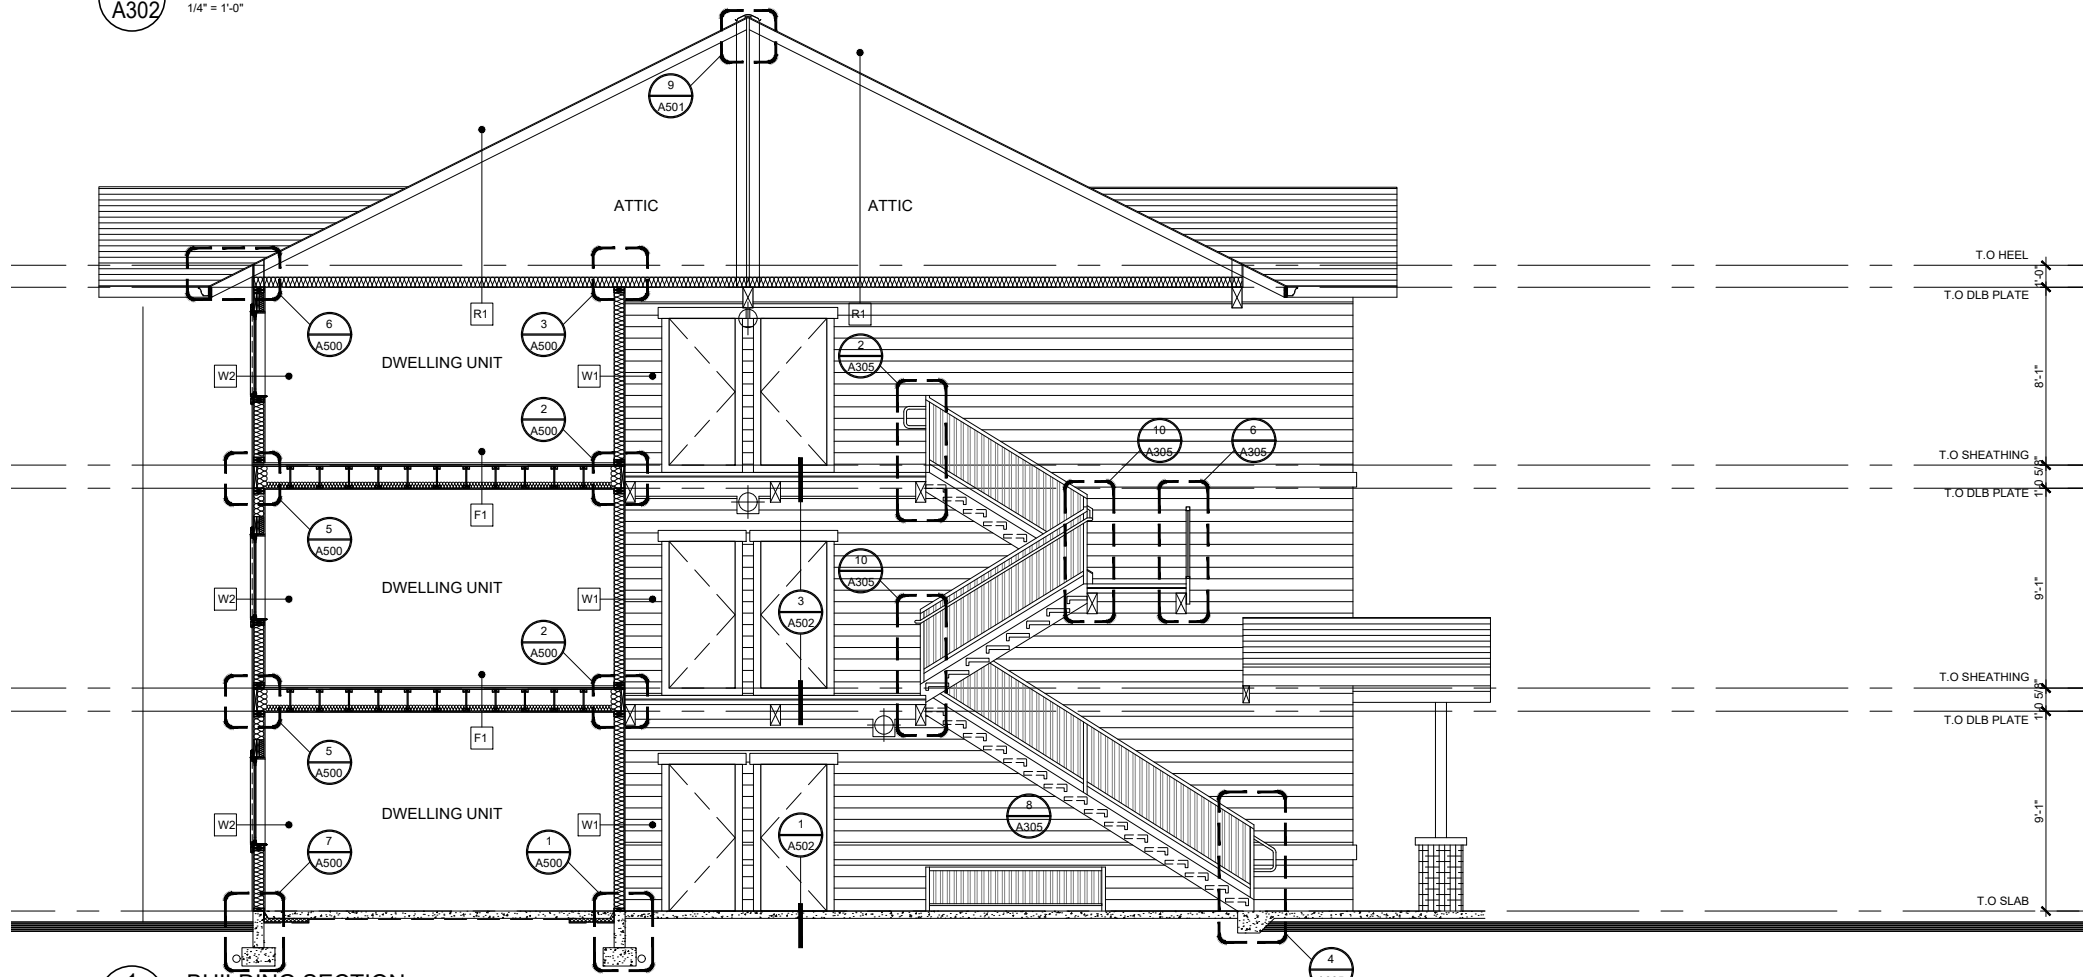 A302
1/4" = 1'-0"
9
A501
ATTIC
ATTIC
T.O HEEL
1'-0"
T.O DLB PLATE
R1
R1
6
A500
3
A500
DWELLING UNIT
2
A305
W2
W1
8'-1"
2
A500
10
A305
6
A305
T.O SHEATHING
1'-0 5/8"
T.O DLB PLATE
F1
5
A500
10
A305
DWELLING UNIT
W2
W1
3
A502
9'-1"
2
A500
T.O SHEATHING
1'-0 5/8"
T.O DLB PLATE
F1
5
A500
DWELLING UNIT
8
A305
9'-1"
W2
W1
1
A502
7
A500
1
A500
T.O SLAB
4
1
BUILDING SECTION